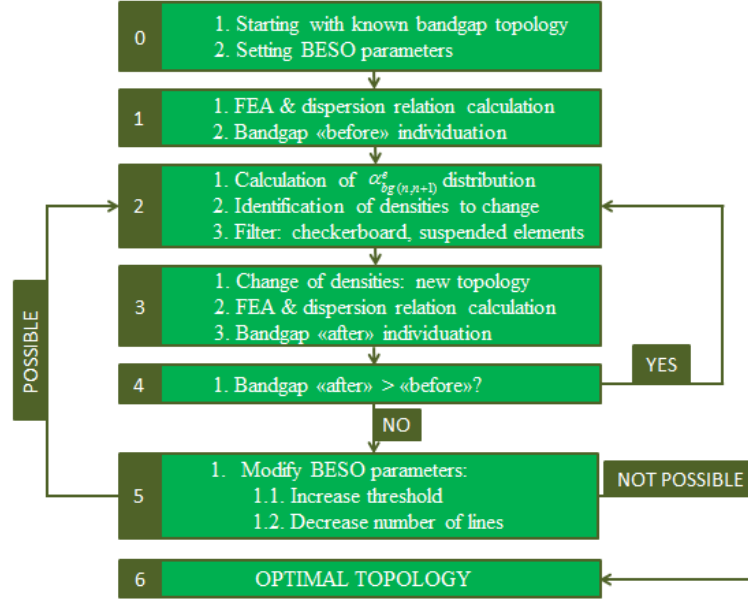 0
1. Starting with known bandgap topology
2. Setting BESO parameters
1
1. FEA & dispersion relation calculation
2. Bandgap «before» individuation
2
1. Calculation of α^e_{bg(n,n+1)} distribution
2. Identification of densities to change
3. Filter: checkerboard, suspended elements
3
1. Change of densities: new topology
2. FEA & dispersion relation calculation
3. Bandgap «after» individuation
POSSIBLE
4
1. Bandgap «after» > «before»?
YES
NO
5
1. Modify BESO parameters:
1.1. Increase threshold
1.2. Decrease number of lines
NOT POSSIBLE
6
OPTIMAL TOPOLOGY